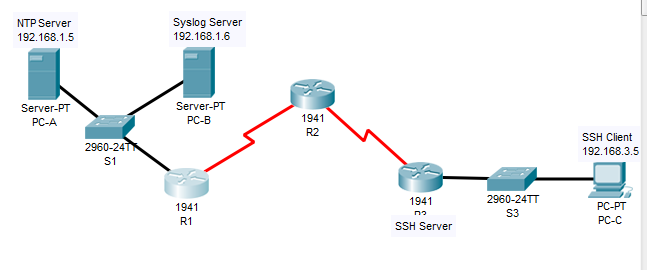 NTP Server
192.168.1.5
Server-PT
PC-A
Syslog Server
192.168.1.6
Server-PT
PC-B
2960-24TT
S1
1941
R1
1941
R2
1941
SSH Server
2960-24TT
S3
SSH Client
192.168.3.5
PC-PT
PC-C